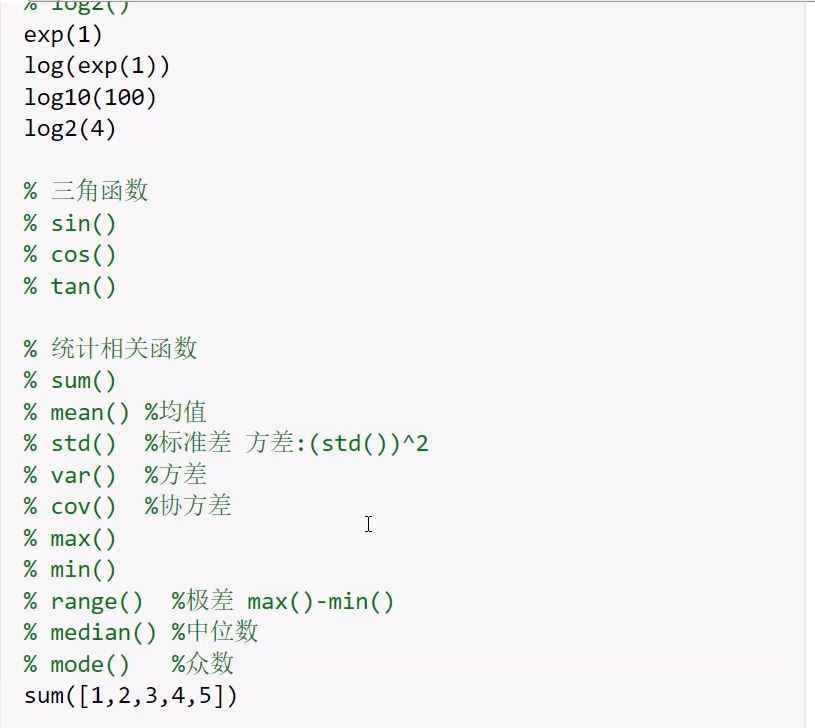 % log2()
exp(1)
log(exp(1))
log10(100)
log2(4)
% 三角函数
% sin()
% cos()
% tan()
% 统计相关函数
% sum()
% mean() %均值
% std()  %标准差 方差:(std())^2
% var()  %方差
% cov()  %协方差
% max()
% min()
% range()  %极差 max()-min()
% median() %中位数
% mode()   %众数
sum([1,2,3,4,5])